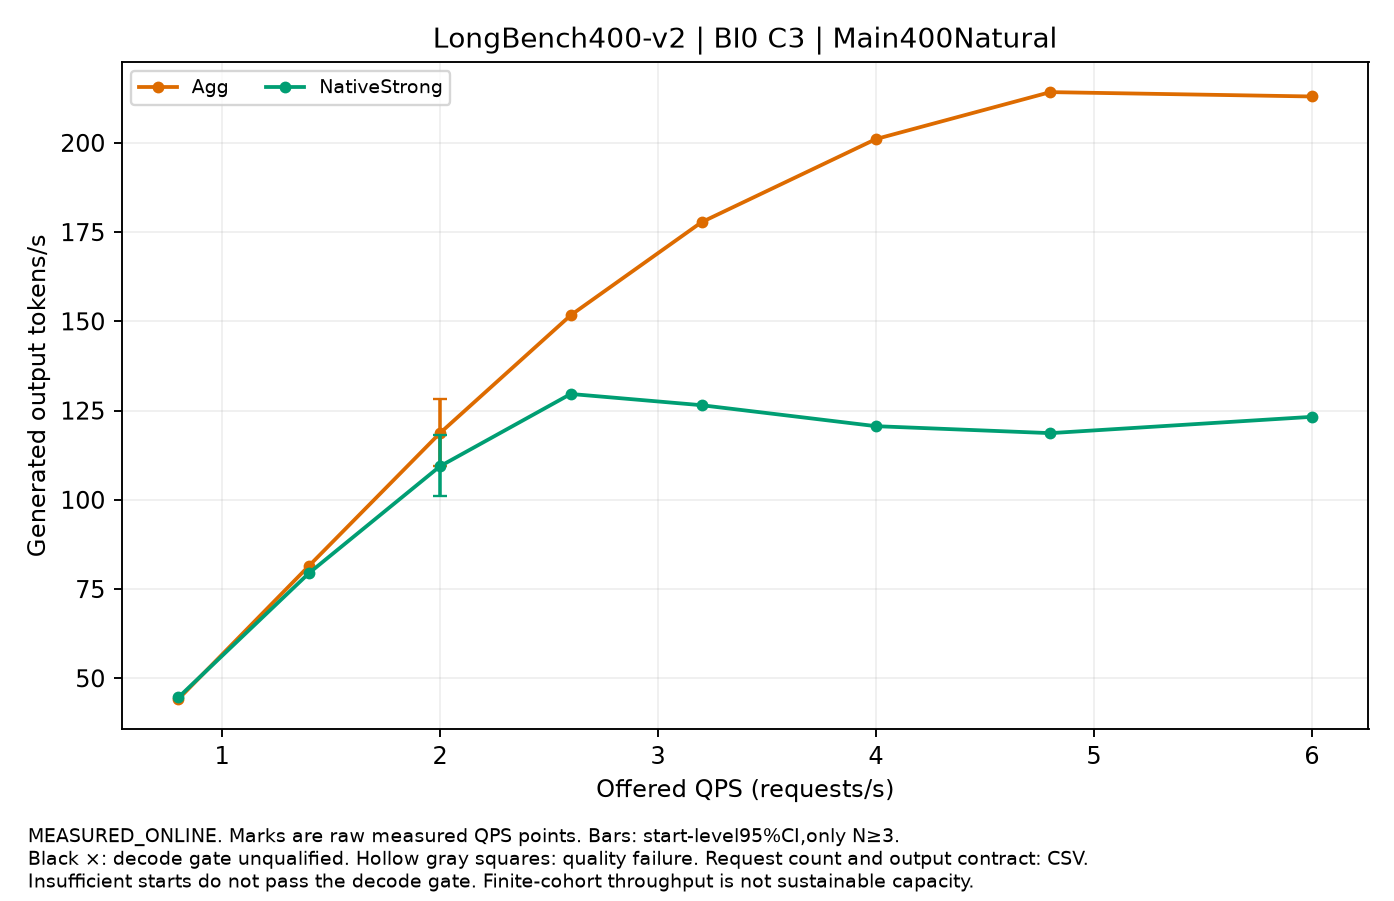 LongBench400-v2 | BI0 C3 | Main400Natural
Agg
NativeStrong
Generated output tokens/s
200
175
150
125
100
75
50
1
2
3
4
5
6
Offered QPS (requests/s)
MEASURED_ONLINE. Marks are raw measured QPS points. Bars: start-level95%CI,only N≥3.
Black ×: decode gate unqualified. Hollow gray squares: quality failure. Request count and output contract: CSV.
Insufficient starts do not pass the decode gate. Finite-cohort throughput is not sustainable capacity.